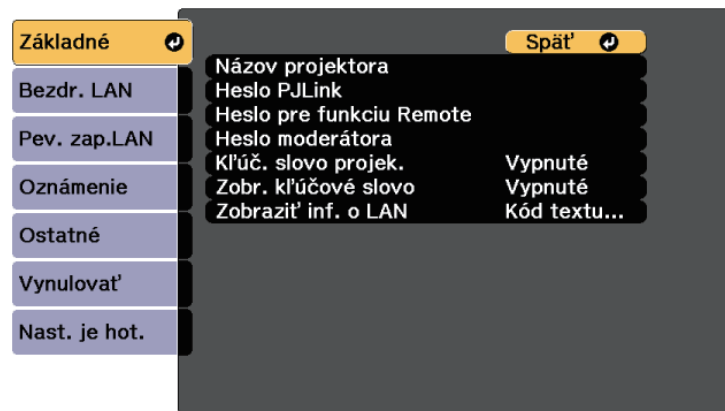 Základné
Bezdr. LAN
Pev. zap.LAN
Oznámenie
Ostatné
Vynulovať
Nast. je hot.
Späť
Názov projektora
Heslo PJLink
Heslo pre funkciu Remote
Heslo moderátora
Kľúč. slovo projek. Vypnuté
Zobr. kľúčové slovo Vypnuté
Zobraziť inf. o LAN Kód textu...